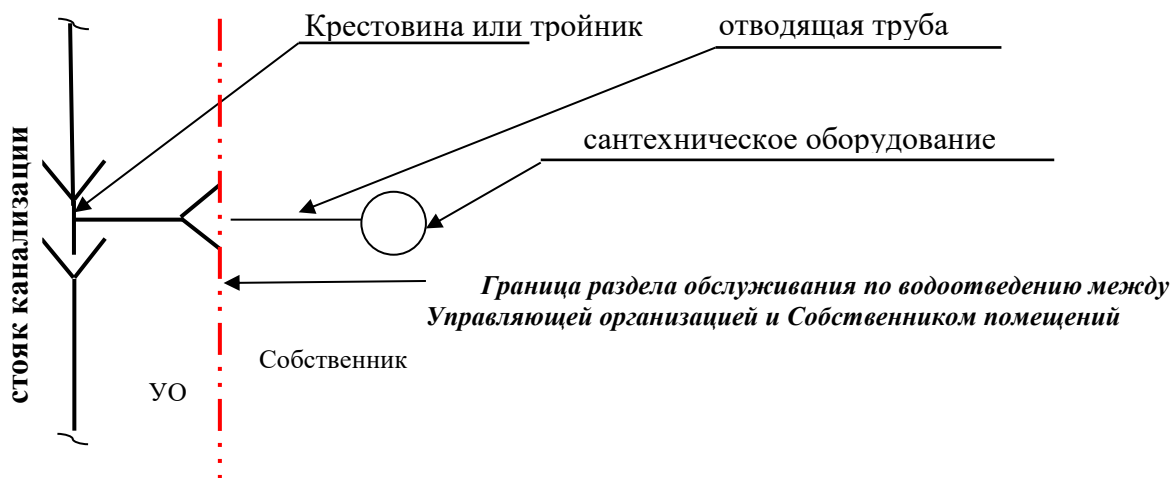 Крестовина или тройник
отводящая труба
сантехническое оборудование
стояк канализации
Граница раздела обслуживания по водоотведению между
Управляющей организацией и Собственником помещений
Собственник
УО